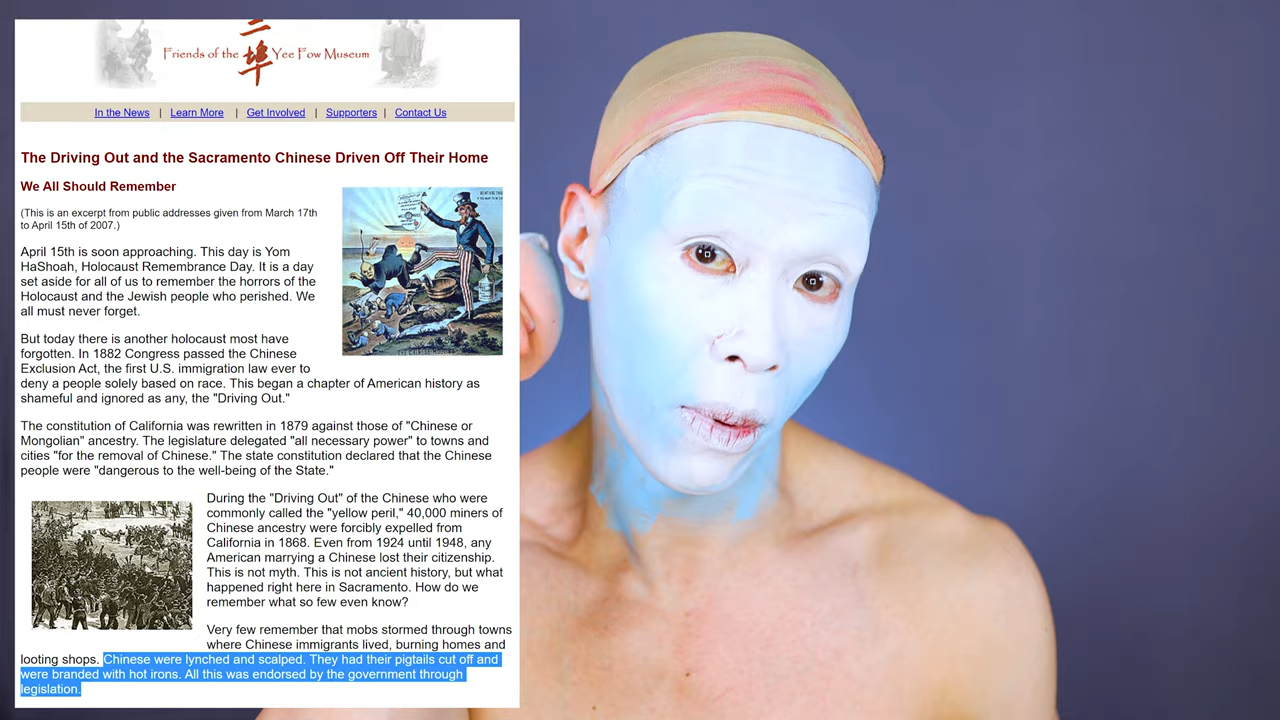 Friends of the 二埠 Yee Fow Museum
In the News | Learn More | Get Involved | Supporters | Contact Us
The Driving Out and the Sacramento Chinese Driven Off Their Home
We All Should Remember
(This is an excerpt from public addresses given from March 17th
to April 15th of 2007.)
April 15th is soon approaching. This day is Yom
HaShoah, Holocaust Remembrance Day. It is a day
set aside for all of us to remember the horrors of the
Holocaust and the Jewish people who perished. We
all must never forget.
But today there is another holocaust most have
forgotten. In 1882 Congress passed the Chinese
Exclusion Act, the first U.S. immigration law ever to
deny a people solely based on race. This began a chapter of American history as
shameful and ignored as any, the "Driving Out."
The constitution of California was rewritten in 1879 against those of "Chinese or
Mongolian" ancestry. The legislature delegated "all necessary power" to towns and
cities "for the removal of Chinese." The state constitution declared that the Chinese
people were "dangerous to the well-being of the State."
During the "Driving Out" of the Chinese who were
commonly called the "yellow peril," 40,000 miners of
Chinese ancestry were forcibly expelled from
California in 1868. Even from 1924 until 1948, any
American marrying a Chinese lost their citizenship.
This is not myth. This is not ancient history, but what
happened right here in Sacramento. How do we
remember what so few even know?
Very few remember that mobs stormed through towns
where Chinese immigrants lived, burning homes and
looting shops. Chinese were lynched and scalped. They had their pigtails cut off and
were branded with hot irons. All this was endorsed by the government through
legislation.